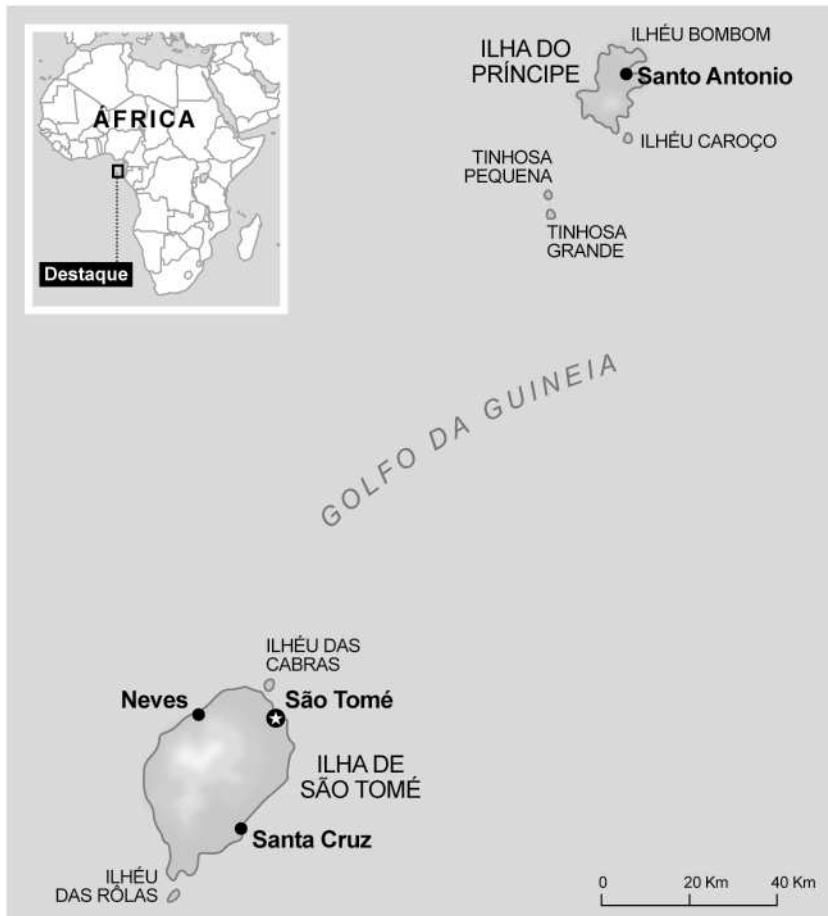 ÁFRICA
Destaque
ILHÉU BOMBOM
ILHA DO
PRÍNCIPE
Santo Antonio
ILHÉU CAROÇO
TINHOSA
PEQUENA
TINHOSA
GRANDE
GOLFO DA GUINEIA
ILHÉU DAS
CABRAS
Neves
São Tomé
ILHA DE
SÃO TOMÉ
Santa Cruz
ILHÉU
DAS RÔLAS
0 20 Km 40 Km